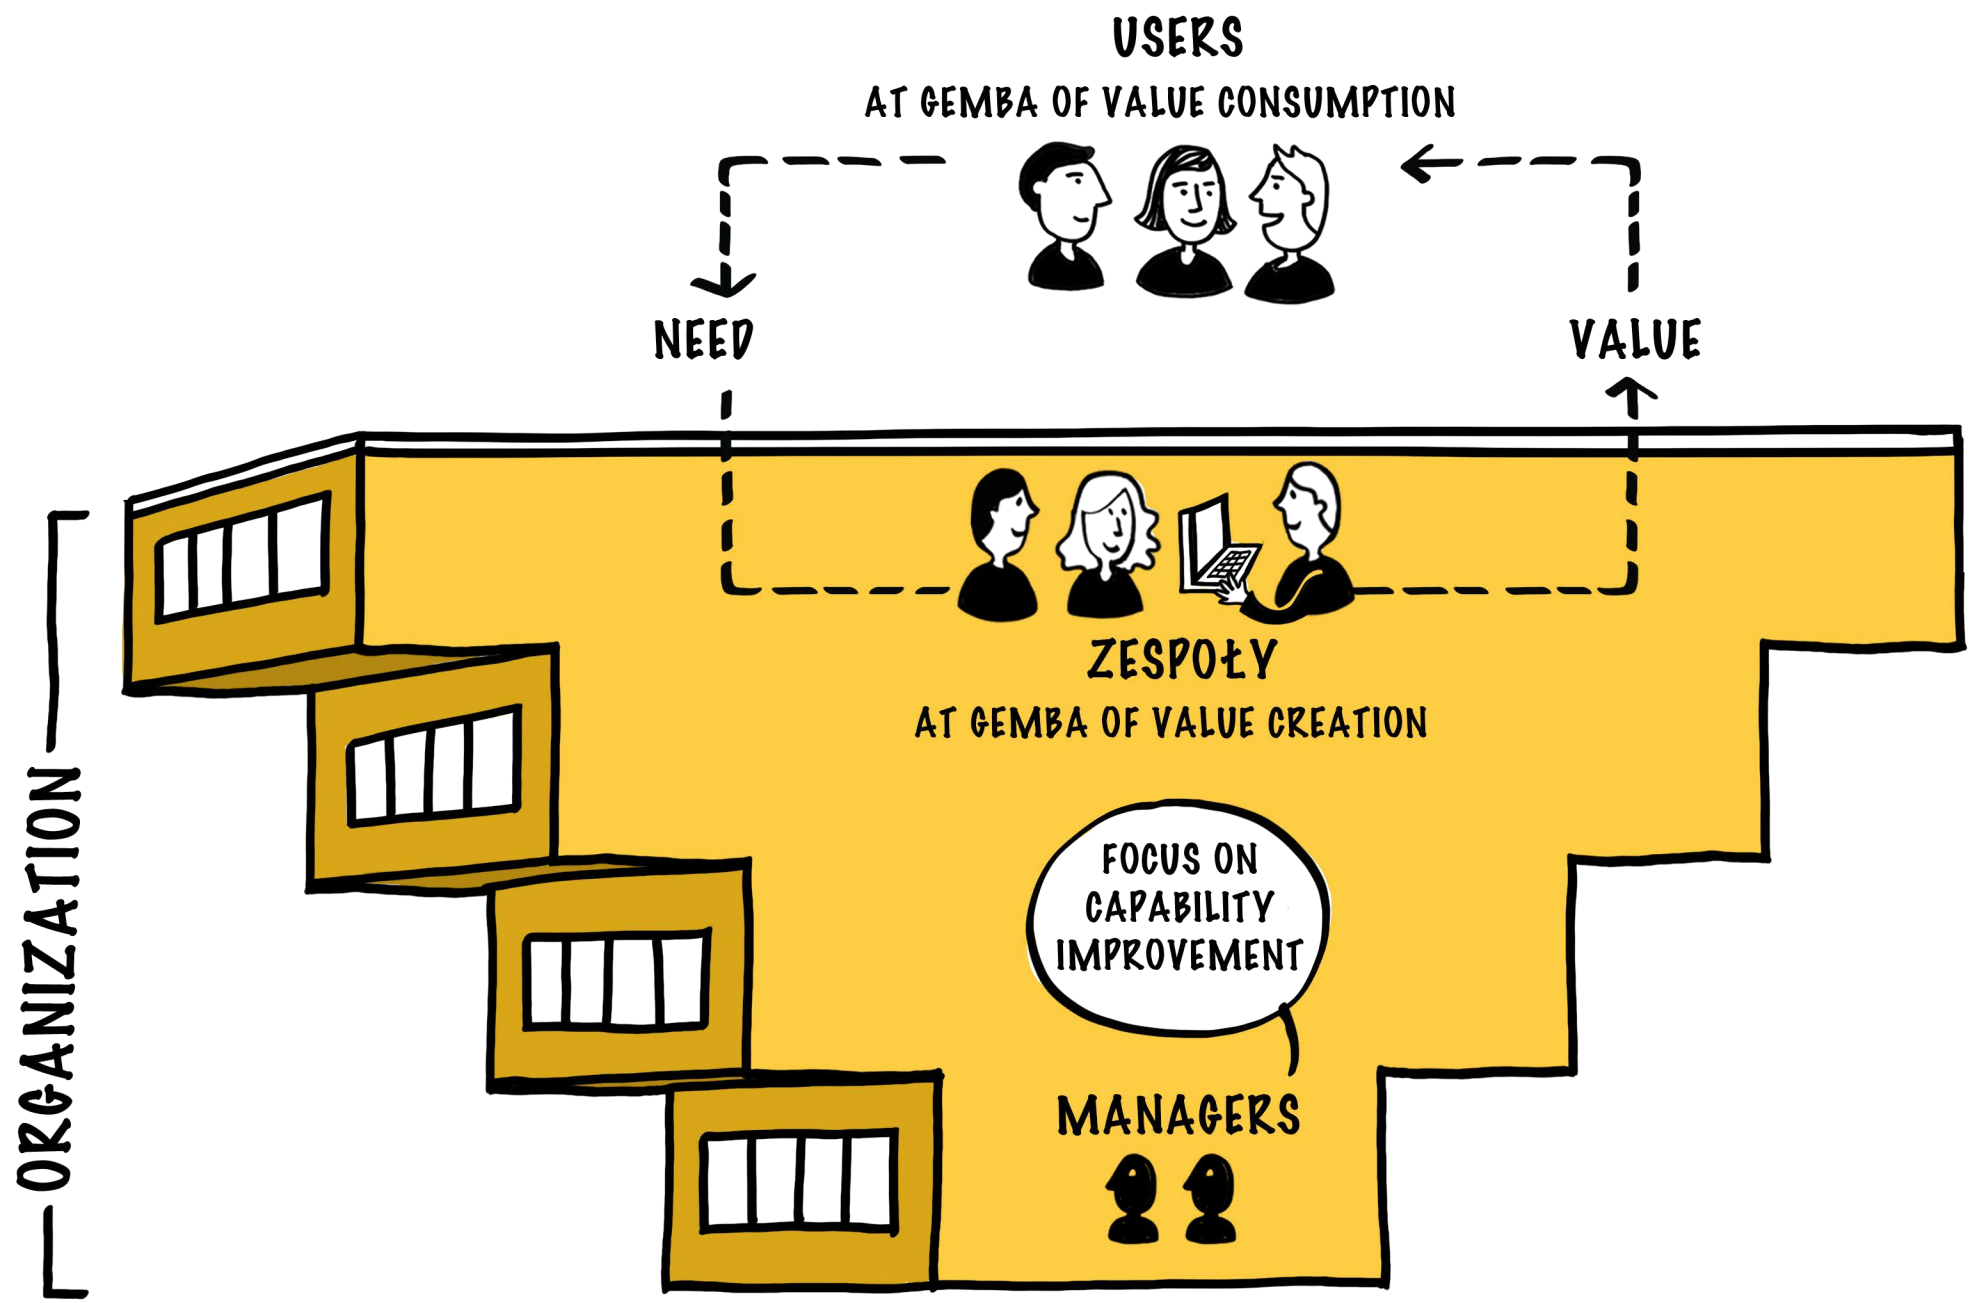 USERS
AT GEMBA OF VALUE CONSUMPTION
NEED
VALUE
ZESPOŁY
AT GEMBA OF VALUE CREATION
FOCUS ON
CAPABILITY
IMPROVEMENT
MANAGERS
ORGANIZATION